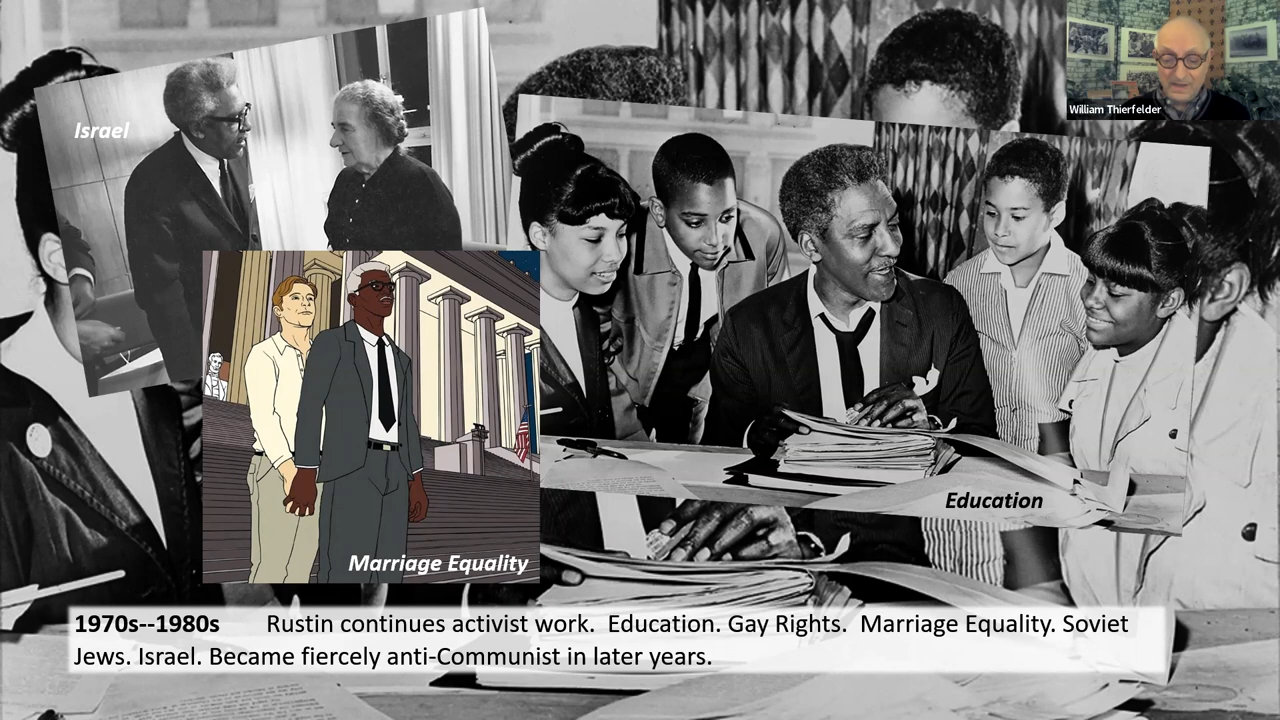 Israel
William Thierfelder
Education
Marriage Equality
1970s--1980s Rustin continues activist work. Education. Gay Rights. Marriage Equality. Soviet
Jews. Israel. Became fiercely anti-Communist in later years.